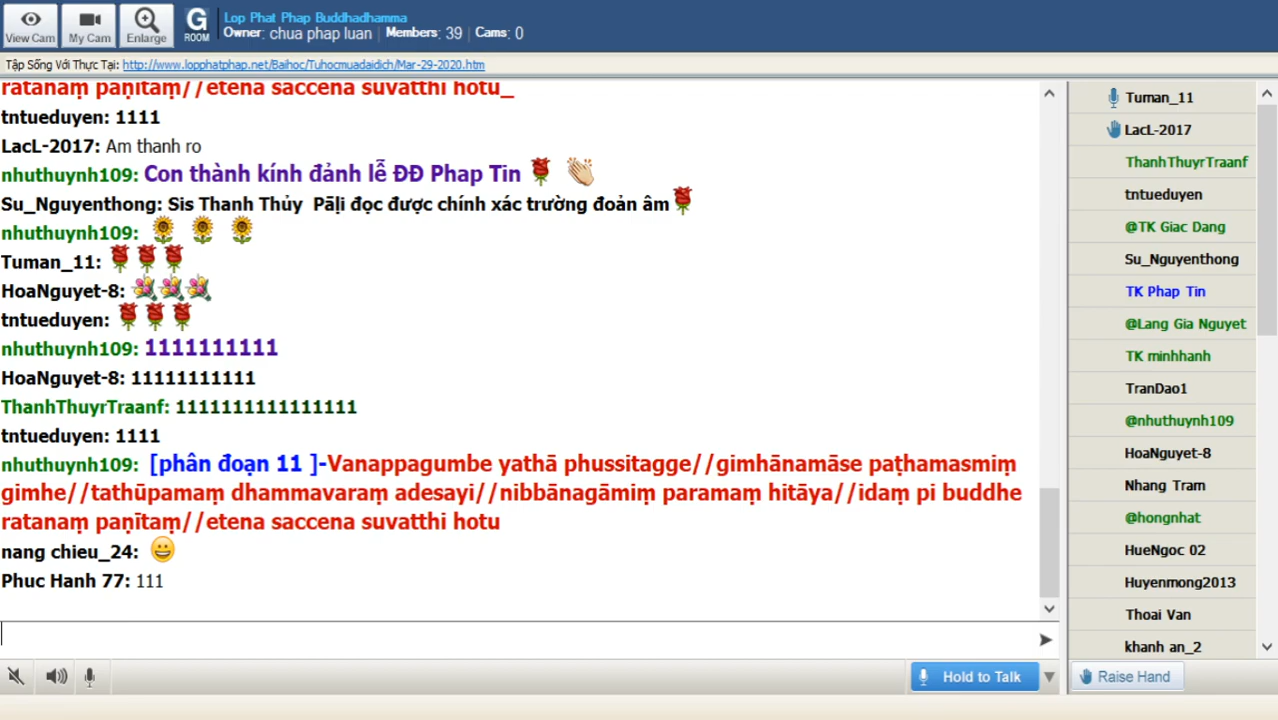 View Cam
My Cam
Enlarge
G
ROOM
Lop Phat Phap Buddhadhamma
Owner: chua phap luan | Members: 39 | Cams: 0
Tập Sống Với Thực Tại: http://www.lopphatphap.net/Baihoc/Tuhocmuadaidich/Mar-29-2020.htm
ratanaṃ paṇītaṃ//etena saccena suvatthi hotu_
tntueduyen: 1111
LacL-2017: Am thanh ro
nhuthuynh109: Con thành kính đảnh lễ ĐĐ Phap Tin
Su_Nguyenthong: Sis Thanh Thủy Pāḷi đọc được chính xác trường đoản âm
nhuthuynh109:
Tuman_11:
HoaNguyet-8:
tntueduyen:
nhuthuynh109: 1111111111
HoaNguyet-8: 11111111111
ThanhThuyrTraanf: 1111111111111111
tntueduyen: 1111
nhuthuynh109: [phân đoạn 11 ]-Vanappagumbe yathā phussitagge//gimhānamāse paṭhamasmiṃ
gimhe//tathūpamaṃ dhammavaraṃ adesayi//nibbānagāmiṃ paramaṃ hitāya//idaṃ pi buddhe
ratanaṃ paṇītaṃ//etena saccena suvatthi hotu
nang chieu_24:
Phuc Hanh 77: 111
Tuman_11
LacL-2017
ThanhThuyrTraanf
tntueduyen
@TK Giac Dang
Su_Nguyenthong
TK Phap Tin
@Lang Gia Nguyet
TK minhhanh
TranDao1
@nhuthuynh109
HoaNguyet-8
Nhang Tram
@hongnhat
HueNgoc 02
Huyenmong2013
Thoai Van
khanh an_2
Hold to Talk
Raise Hand